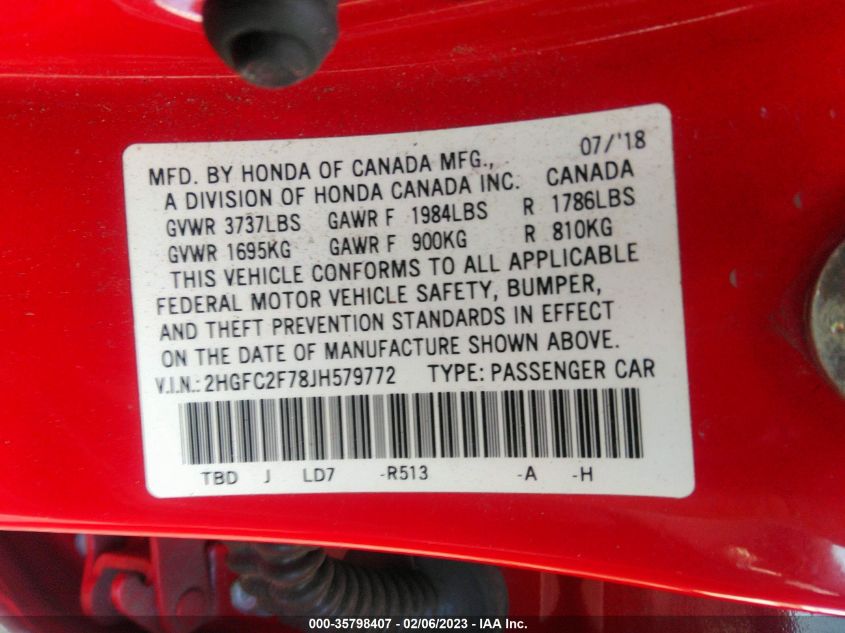 07/'18
MFD. BY HONDA OF CANADA MFG.,
A DIVISION OF HONDA CANADA INC. CANADA
GVWR 3737LBS GAWR F 1984LBS R 1786LBS
GVWR 1695KG GAWR F 900KG R 810KG
THIS VEHICLE CONFORMS TO ALL APPLICABLE
FEDERAL MOTOR VEHICLE SAFETY, BUMPER,
AND THEFT PREVENTION STANDARDS IN EFFECT
ON THE DATE OF MANUFACTURE SHOWN ABOVE.
V.I.N.: 2HGFC2F78JH579772 TYPE: PASSENGER CAR
TBD J LD7 -R513 -A -H
000-35798407 - 02/06/2023 - IAA Inc.